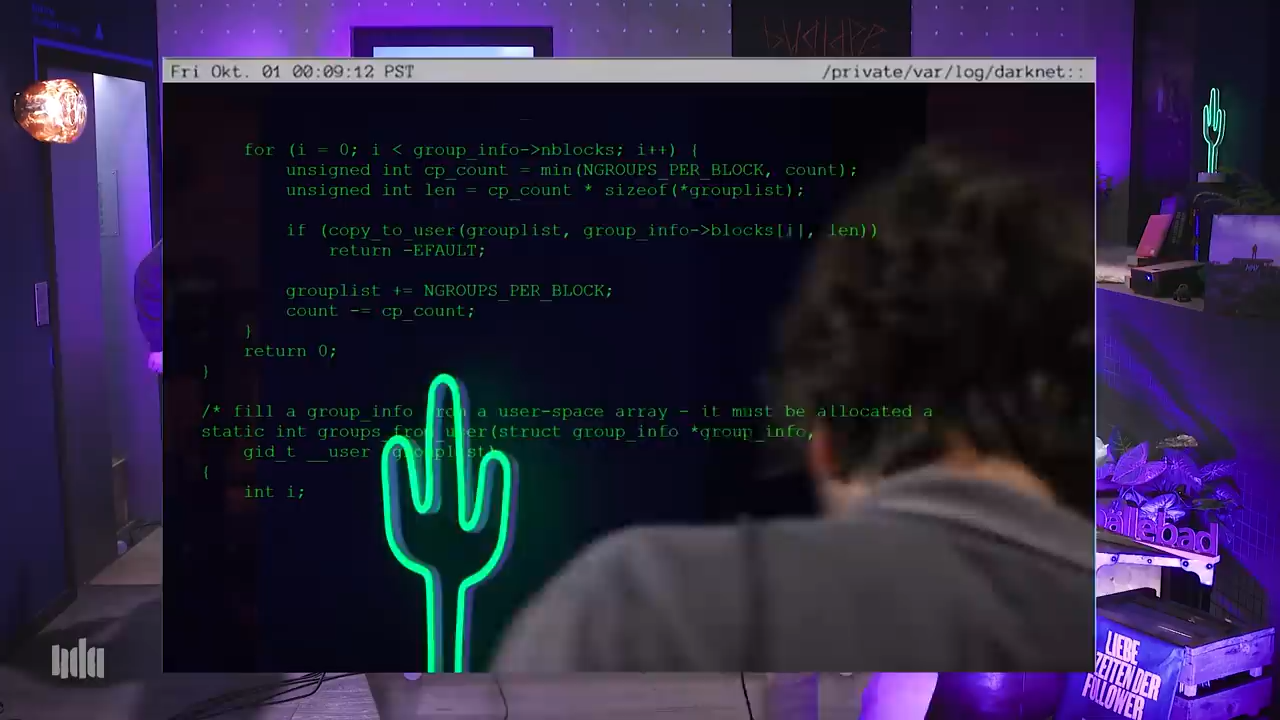 Fri Okt. 01 00:09:12 PST
/private/var/log/darknet::
for (i = 0; i < group_info->nblocks; i++) {
unsigned int cp_count = min(NGROUPS_PER_BLOCK, count);
unsigned int len = cp_count * sizeof(*grouplist);
if (copy_to_user(grouplist, group_info->blocks[i], len))
return -EFAULT;
grouplist += NGROUPS_PER_BLOCK;
count -= cp_count;
}
return 0;
}
/* fill a group_info from a user-space array - it must be allocated a
static int groups_from_user(struct group_info *group_info,
gid_t __user *grouplist)
{
int i;
allebad
LIEBE
ZEITEN DER
FOLLOWER